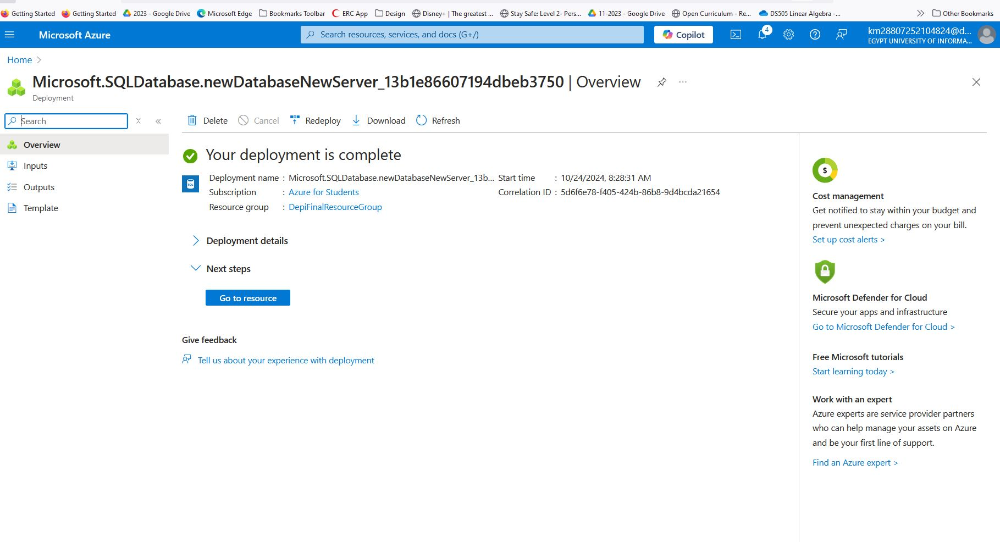 Getting Started Getting Started 2023 - Google Drive Microsoft Edge Bookmarks Toolbar ERC App Design Disney+ | The greatest ... Stay Safe: Level 2- Pers... 11-2023 - Google Drive Open Curriculum - Re... DS505 Linear Algebra -... Other Bookmarks
Microsoft Azure
Search resources, services, and docs (G+/)
Copilot
4
km28807252104824@d...
EGYPT UNIVERSITY OF INFORMA...
Home
Microsoft.SQLDatabase.newDatabaseNewServer_13b1e86607194dbeb3750 | Overview
Deployment
Search
Delete Cancel Redeploy Download Refresh
Overview
Inputs
Outputs
Template
Your deployment is complete
SQL
Deployment name : Microsoft.SQLDatabase.newDatabaseNewServer_13b...
Subscription : Azure for Students
Resource group : DepiFinalResourceGroup
Start time : 10/24/2024, 8:28:31 AM
Correlation ID : 5d6f6e78-f405-424b-86b8-9d4bcda21654
Deployment details
Next steps
Go to resource
Give feedback
Tell us about your experience with deployment
$
Cost management
Get notified to stay within your budget and
prevent unexpected charges on your bill.
Set up cost alerts >
Microsoft Defender for Cloud
Secure your apps and infrastructure
Go to Microsoft Defender for Cloud >
Free Microsoft tutorials
Start learning today >
Work with an expert
Azure experts are service provider partners
who can help manage your assets on Azure
and be your first line of support.
Find an Azure expert >